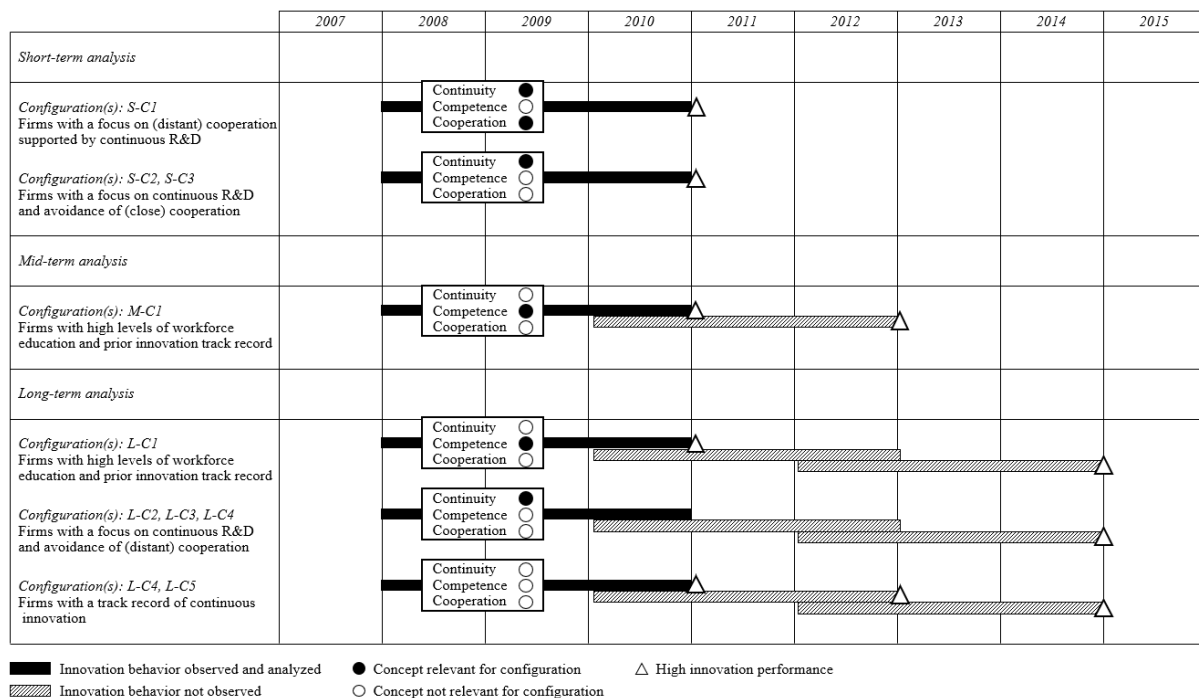 2007 2008 2009 2010 2011 2012 2013 2014 2015
Short-term analysis
Configuration(s): S-C1
Firms with a focus on (distant) cooperation
supported by continuous R&D
Continuity
Competence
Cooperation
Configuration(s): S-C2, S-C3
Firms with a focus on continuous R&D
and avoidance of (close) cooperation
Continuity
Competence
Cooperation
Mid-term analysis
Configuration(s): M-C1
Firms with high levels of workforce
education and prior innovation track record
Continuity
Competence
Cooperation
Long-term analysis
Configuration(s): L-C1
Firms with high levels of workforce
education and prior innovation track record
Continuity
Competence
Cooperation
Configuration(s): L-C2, L-C3, L-C4
Firms with a focus on continuous R&D
and avoidance of (distant) cooperation
Continuity
Competence
Cooperation
Configuration(s): L-C4, L-C5
Firms with a track record of continuous
innovation
Continuity
Competence
Cooperation
Innovation behavior observed and analyzed
Concept relevant for configuration
High innovation performance
Innovation behavior not observed
Concept not relevant for configuration